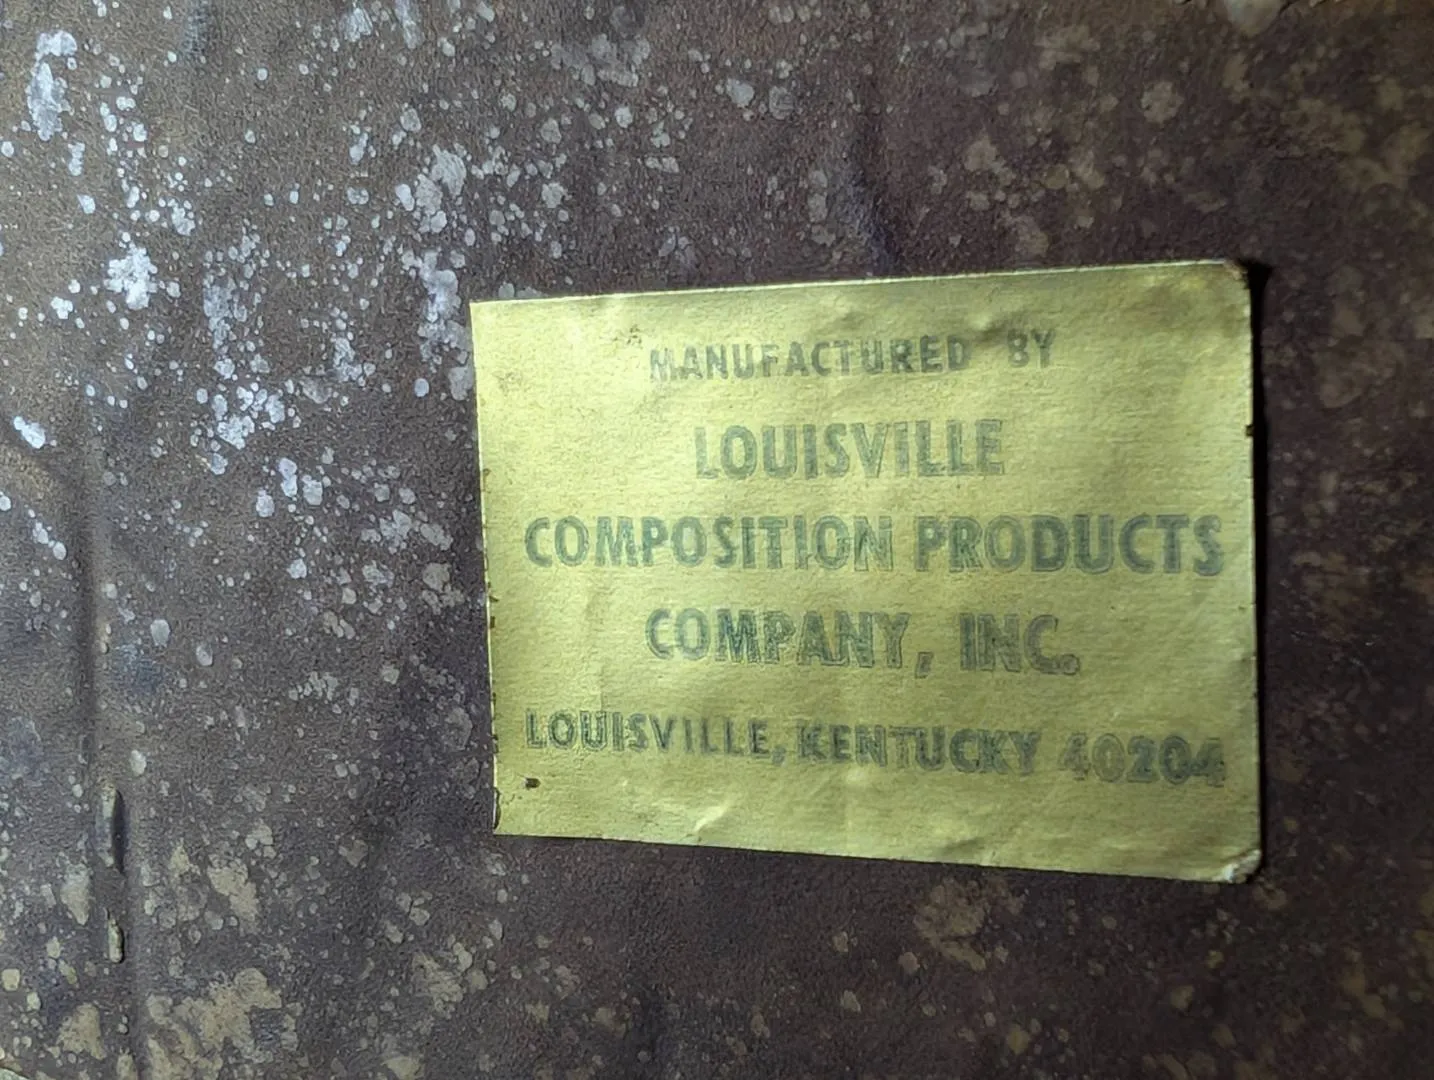 MANUFACTURED BY
LOUISVILLE
COMPOSITION PRODUCTS
COMPANY, INC.
LOUISVILLE, KENTUCKY 40204